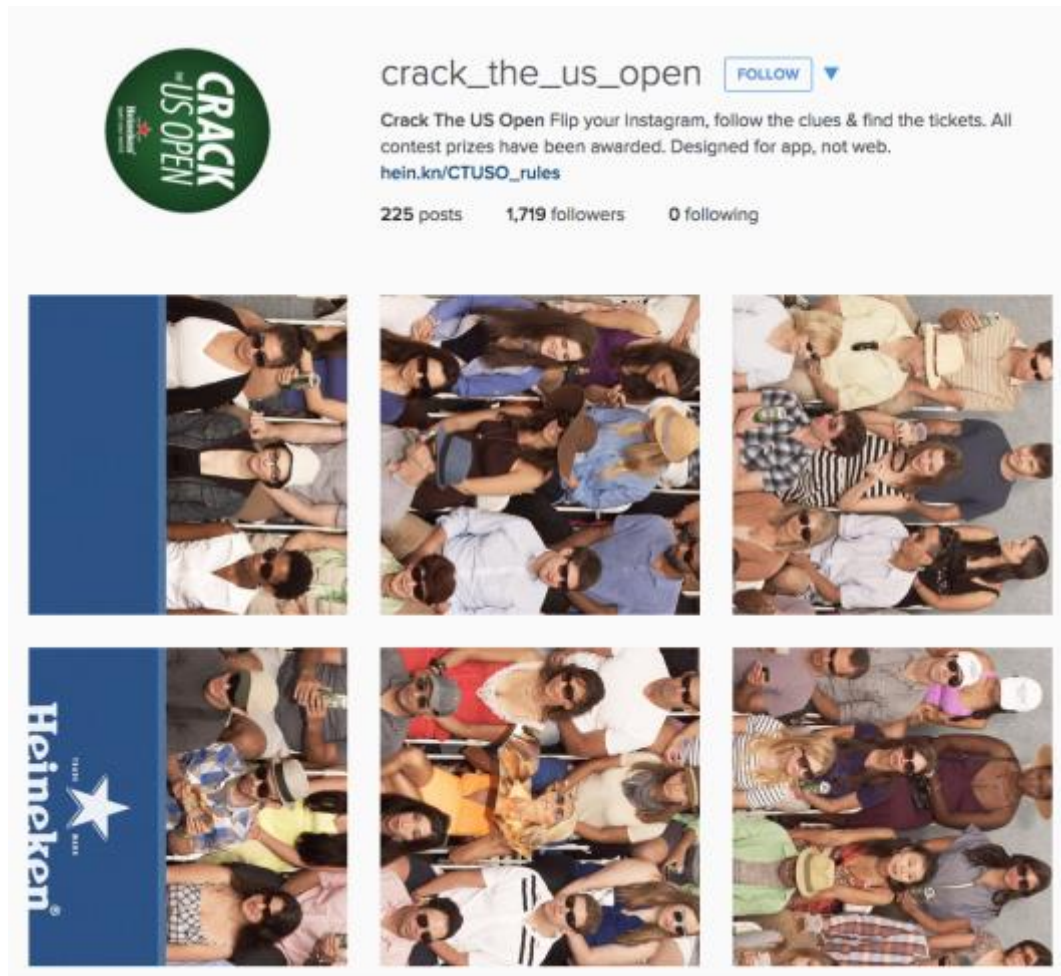 CRACK
THE US OPEN
Heineken
crack_the_us_open FOLLOW
Crack The US Open Flip your Instagram, follow the clues & find the tickets. All
contest prizes have been awarded. Designed for app, not web.
hein.kn/CTUSO_rules
225 posts 1,719 followers 0 following
Heineken®
TRADE MARK